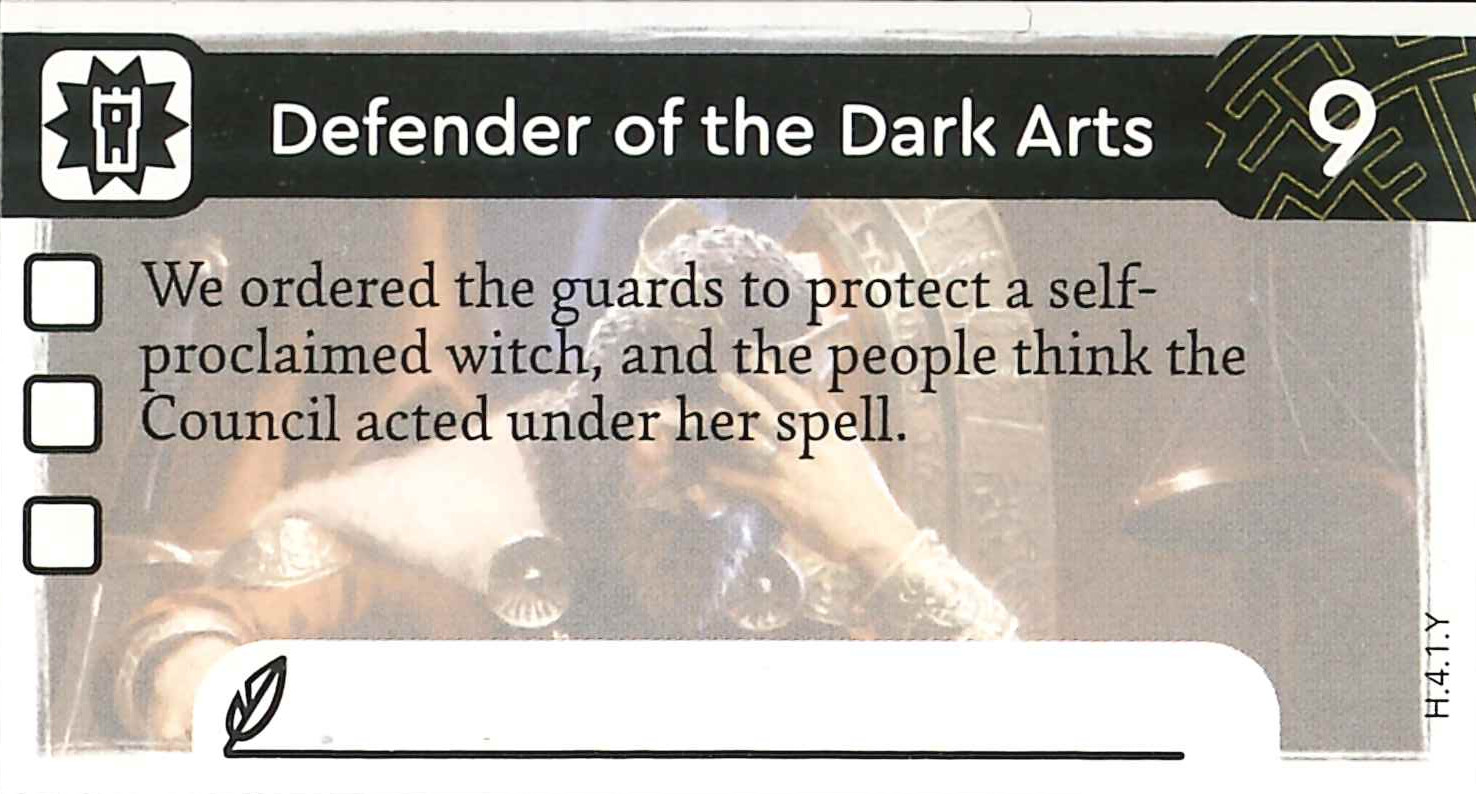 Defender of the Dark Arts
9
We ordered the guards to protect a self-
proclaimed witch, and the people think the
Council acted under her spell.
H.4.1.Y